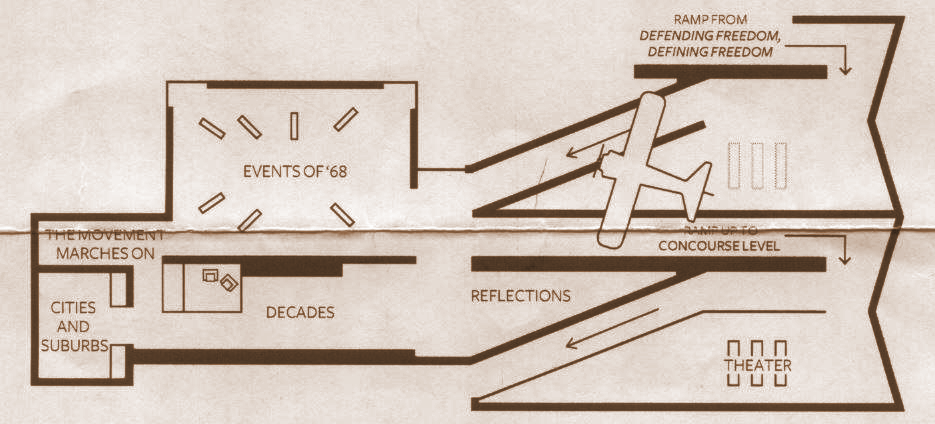 RAMP FROM
DEFENDING FREEDOM,
DEFINING FREEDOM
EVENTS OF ‘68
THE MOVEMENT
MARCHES ON
RAMP UP TO
CONCOURSE LEVEL
REFLECTIONS
DECADES
CITIES
AND
SUBURBS
THEATER